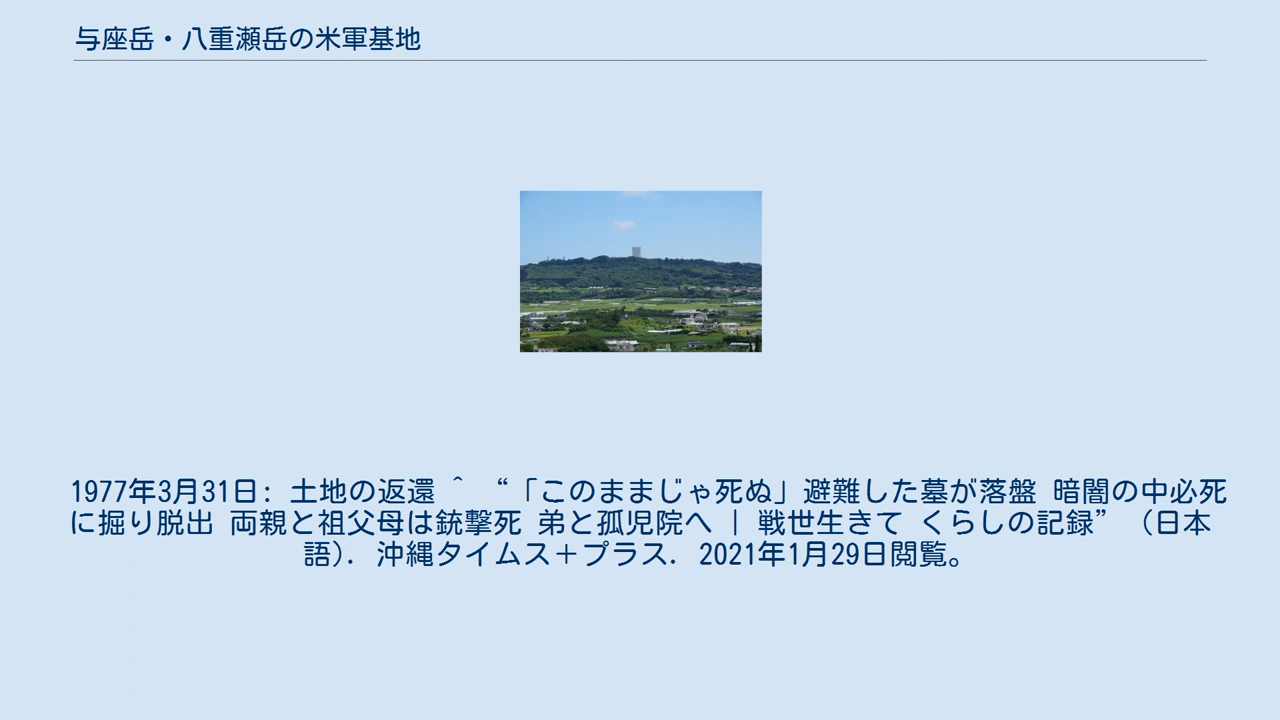 与座岳・八重瀬岳の米軍基地
1977年3月31日: 土地の返還 ^ “「このままじゃ死ぬ」避難した墓が落盤 暗闇の中必死
に掘り脱出 両親と祖父母は銃撃死 弟と孤児院へ | 戦世生きて くらしの記録” (日本
語). 沖縄タイムス＋プラス. 2021年1月29日閲覧。